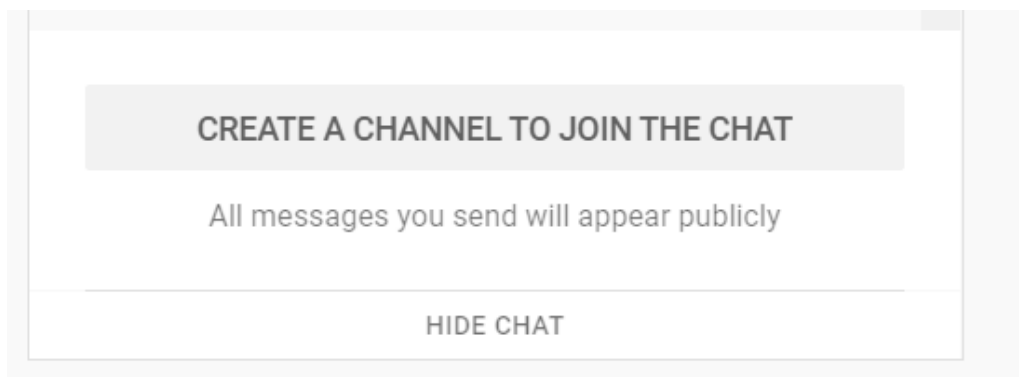 CREATE A CHANNEL TO JOIN THE CHAT
All messages you send will appear publicly
HIDE CHAT